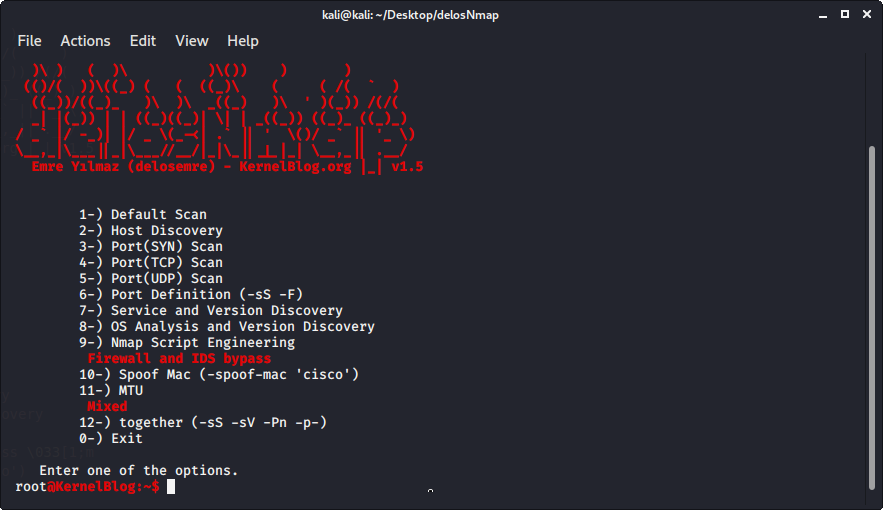 kali@kali: ~/Desktop/delosNmap
File Actions Edit View Help
Emre Yılmaz (delosemre) - KernelBlog.org |_| v1.5
1-) Default Scan
2-) Host Discovery
3-) Port(SYN) Scan
4-) Port(TCP) Scan
5-) Port(UDP) Scan
6-) Port Definition (-sS -F)
7-) Service and Version Discovery
8-) OS Analysis and Version Discovery
9-) Nmap Script Engineering
Firewall and IDS bypass
10-) Spoof Mac (-spoof-mac 'cisco')
11-) MTU
Mixed
12-) together (-sS -sV -Pn -p-)
0-) Exit
Enter one of the options.
root@KernelBlog:~$